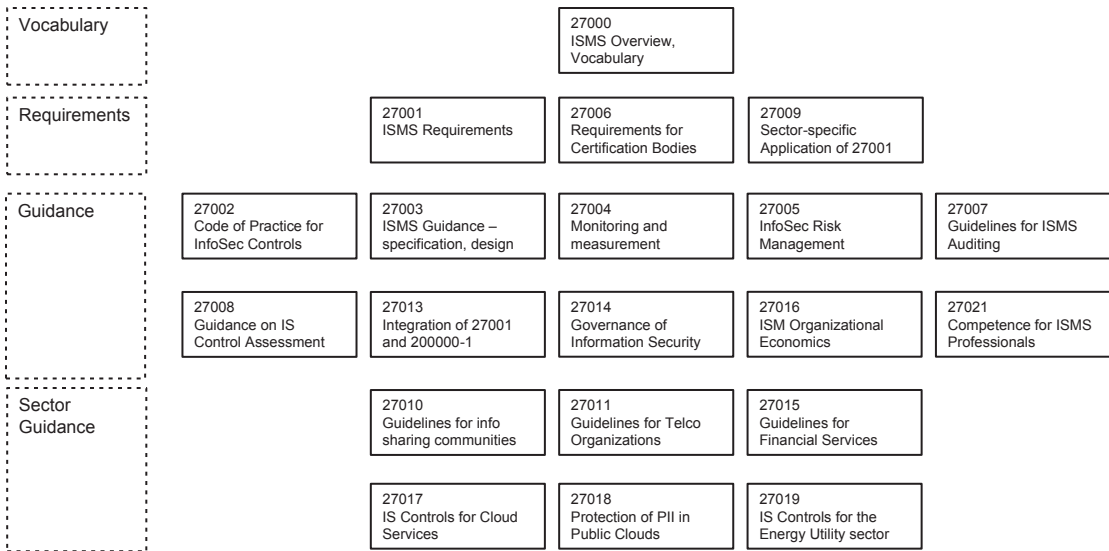 Vocabulary
27000
ISMS Overview,
Vocabulary
Requirements
27001
ISMS Requirements
27006
Requirements for
Certification Bodies
27009
Sector-specific
Application of 27001
Guidance
27002
Code of Practice for
InfoSec Controls
27003
ISMS Guidance –
specification, design
27004
Monitoring and
measurement
27005
InfoSec Risk
Management
27007
Guidelines for ISMS
Auditing
27008
Guidance on IS
Control Assessment
27013
Integration of 27001
and 200000-1
27014
Governance of
Information Security
27016
ISM Organizational
Economics
27021
Competence for ISMS
Professionals
Sector
Guidance
27010
Guidelines for info
sharing communities
27011
Guidelines for Telco
Organizations
27015
Guidelines for
Financial Services
27017
IS Controls for Cloud
Services
27018
Protection of PII in
Public Clouds
27019
IS Controls for the
Energy Utility sector